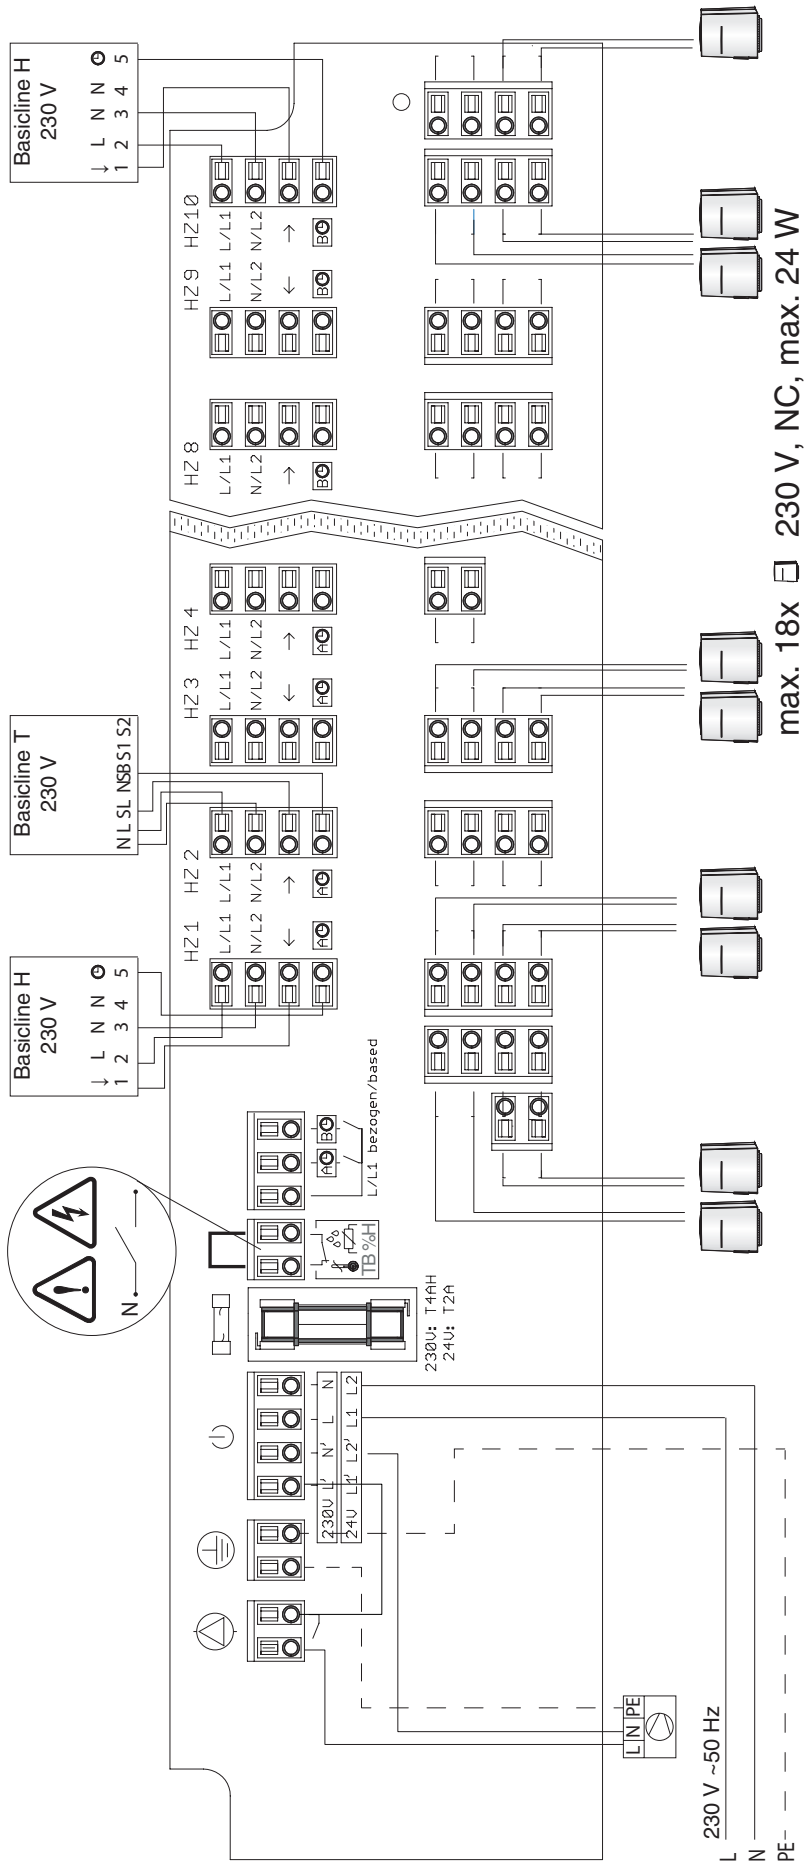 Basicline H
230 V
↓ L N N
1 2 3 4 5
Basicline T
230 V
N L SL NSB S1 S2
Basicline H
230 V
↓ L N N
1 2 3 4 5
N
HZ1 HZ2 HZ3 HZ4 HZ8 HZ9 HZ10
L/L1 L/L1 L/L1 L/L1 L/L1 L/L1 L/L1
N/L2 N/L2 N/L2 N/L2 N/L2 N/L2 N/L2
← → ← → → ← →
A A A A B B B
A B
L/L1 bezogen/based
TB %H
230V: T4AH
24V: T2A
230V L' N' L N
24V L1' L2' L1 L2
L N PE
230 V ~50 Hz
L
N
PE
max. 18x 230 V, NC, max. 24 W